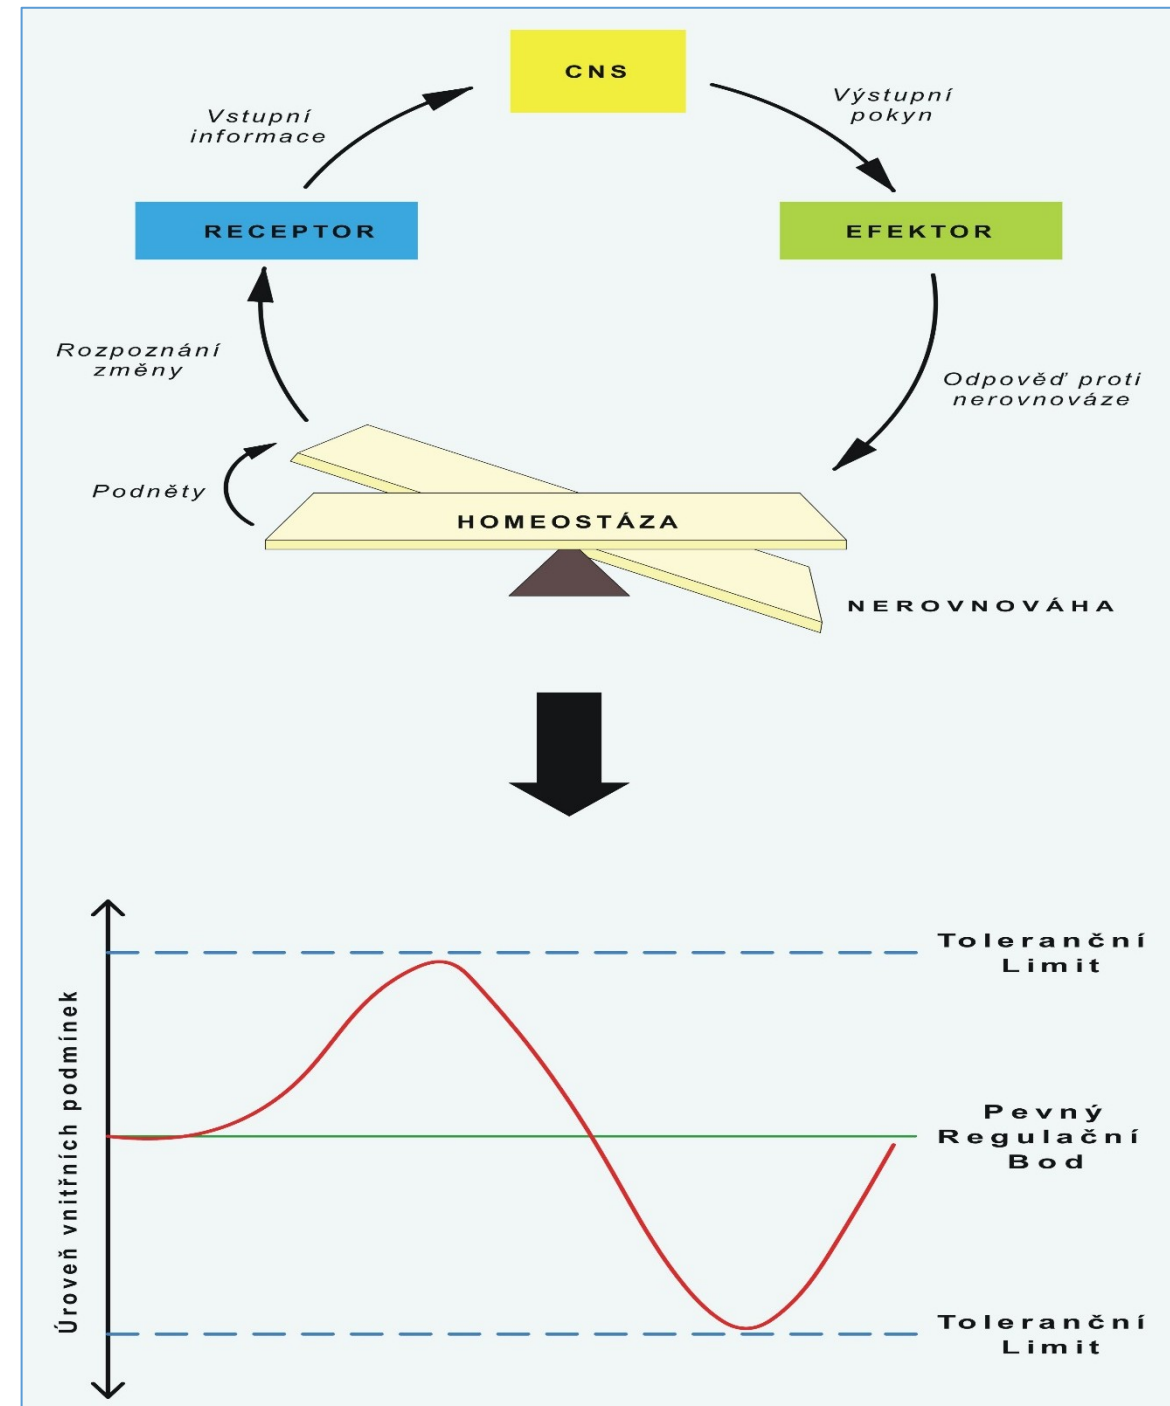 CNS
Vstupní
informace
Výstupní
pokyn
RECEPTOR
EFEKTOR
Rozpoznání
změny
Odpověď proti
nerovnováze
Podněty
HOMEOSTÁZA
NEROVNOVÁHA
Toleranční
Limit
Úroveň vnitřních podmínek
Pevný
Regulační
Bod
Toleranční
Limit